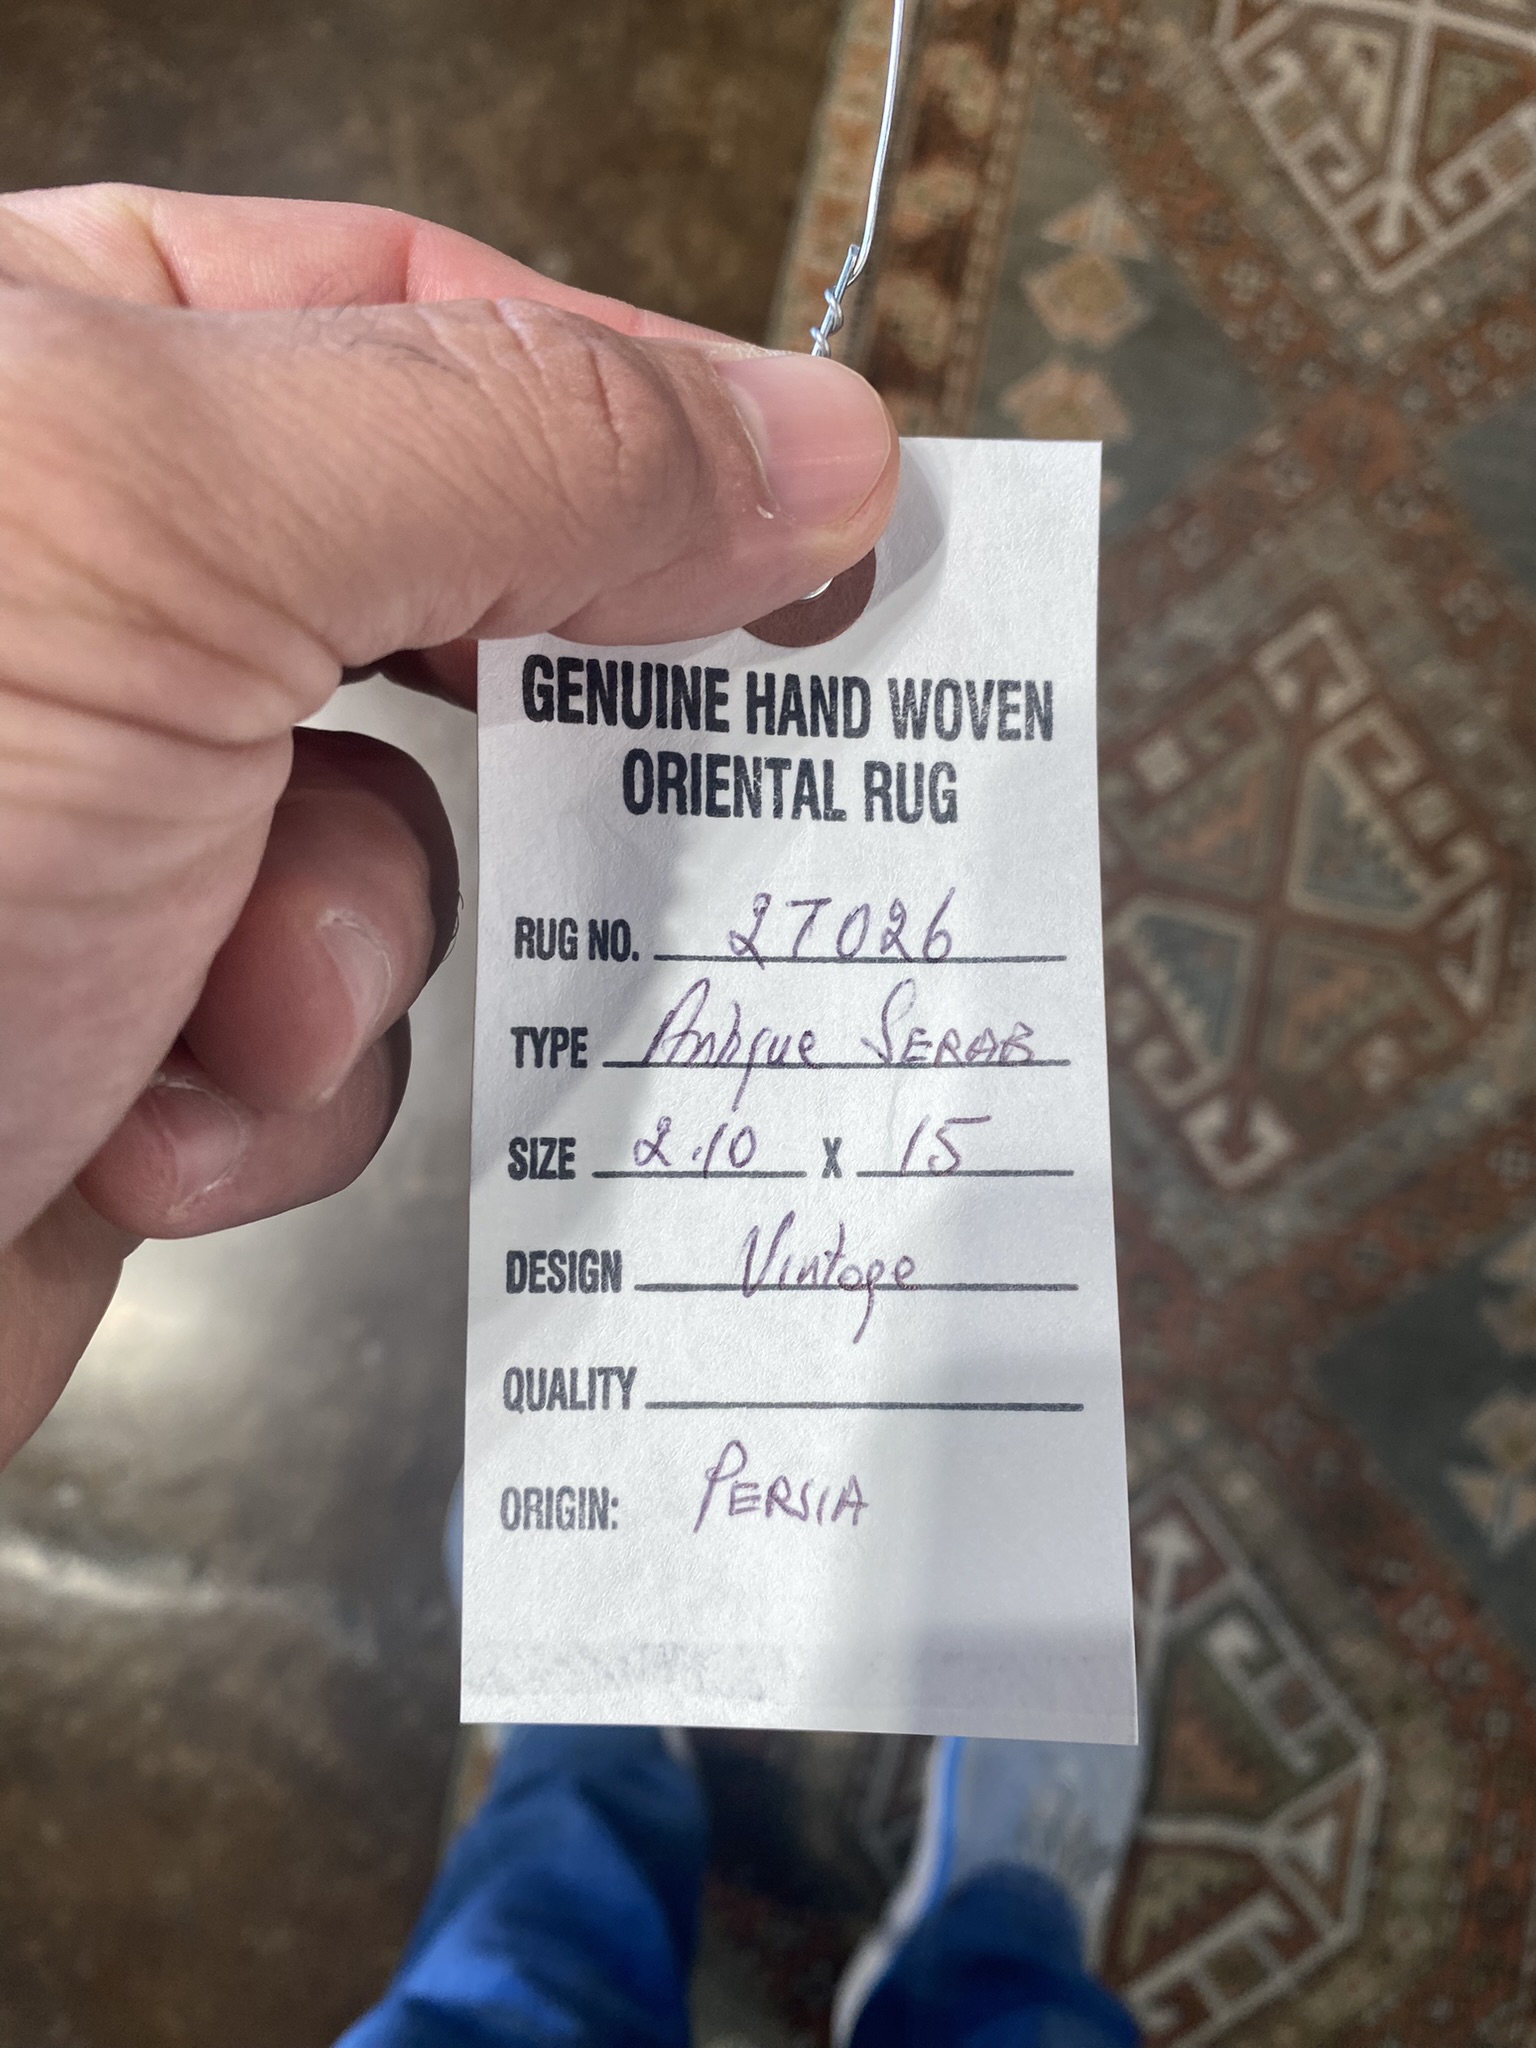 GENUINE HAND WOVEN
ORIENTAL RUG
RUG NO. 27026
TYPE Antique SERAB
SIZE 2.10 X 15
DESIGN Vintage
QUALITY
ORIGIN: PERSIA